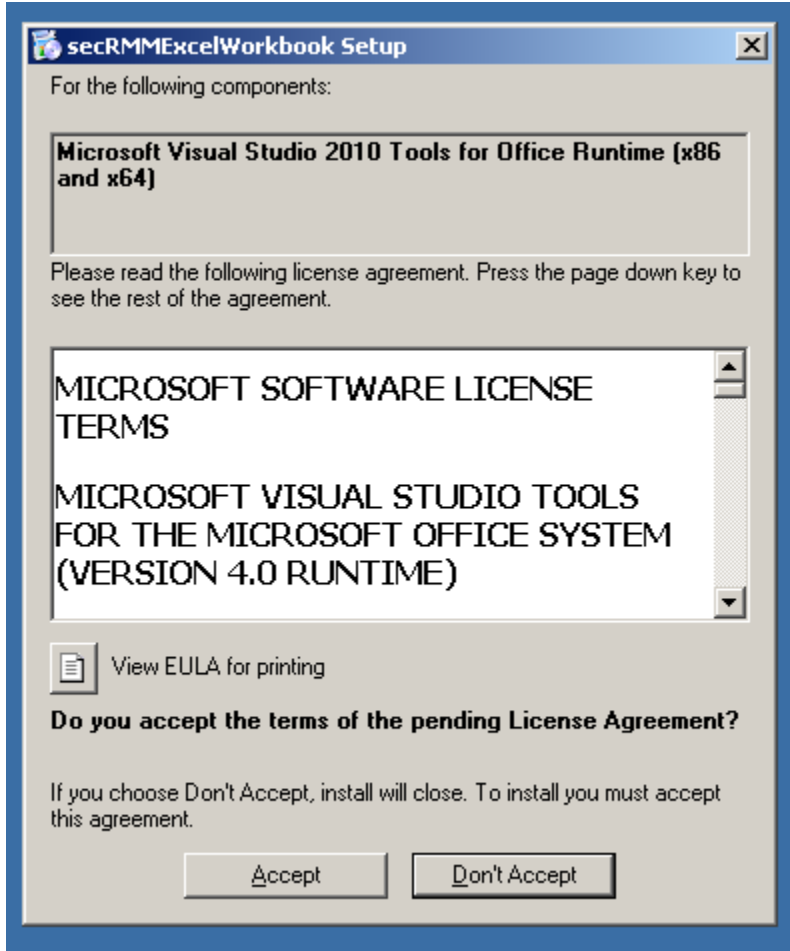 secRMMExcelWorkbook Setup
For the following components:
Microsoft Visual Studio 2010 Tools for Office Runtime (x86
and x64)
Please read the following license agreement. Press the page down key to
see the rest of the agreement.
MICROSOFT SOFTWARE LICENSE
TERMS
MICROSOFT VISUAL STUDIO TOOLS
FOR THE MICROSOFT OFFICE SYSTEM
(VERSION 4.0 RUNTIME)
View EULA for printing
Do you accept the terms of the pending License Agreement?
If you choose Don't Accept, install will close. To install you must accept
this agreement.
Accept
Don't Accept